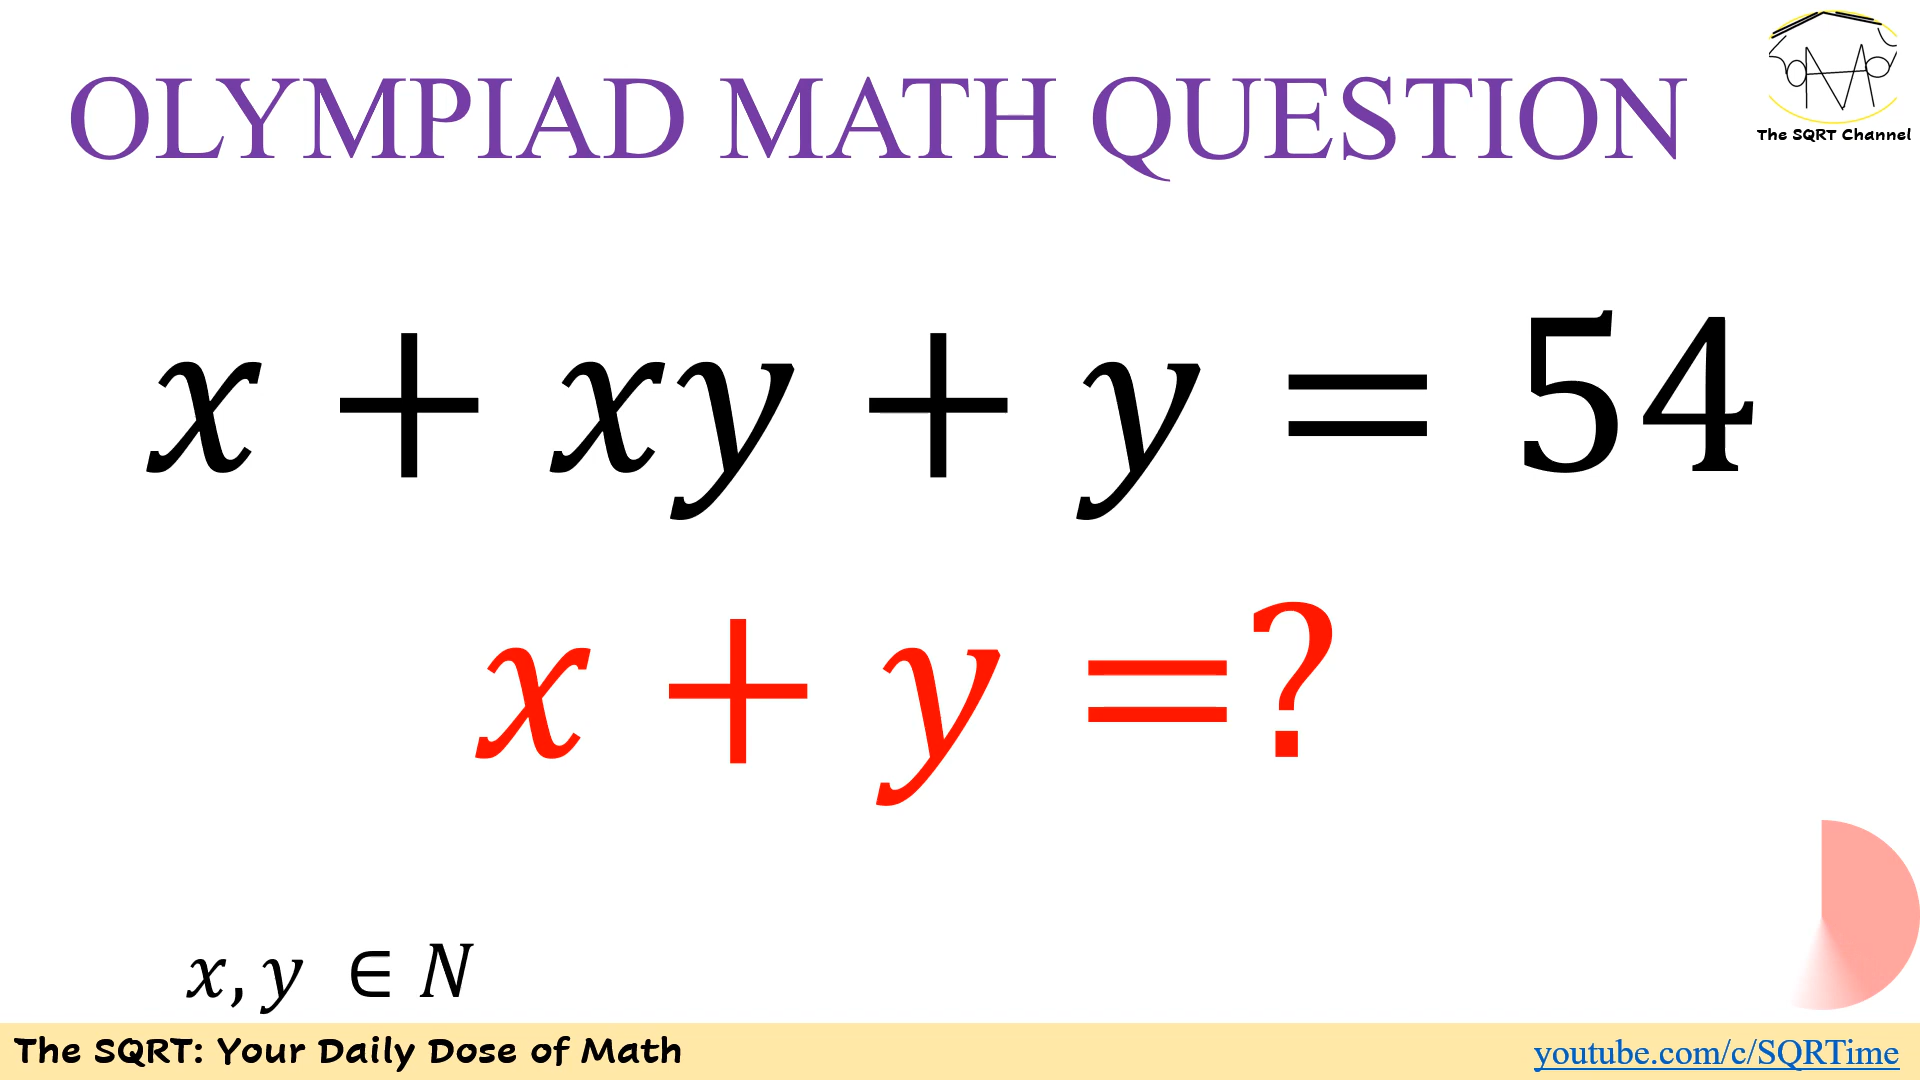 OLYMPIAD MATH QUESTION
The SQRT Channel
x + xy + y = 54
x + y =?
x, y ∈ N
The SQRT: Your Daily Dose of Math
youtube.com/c/SQRTime